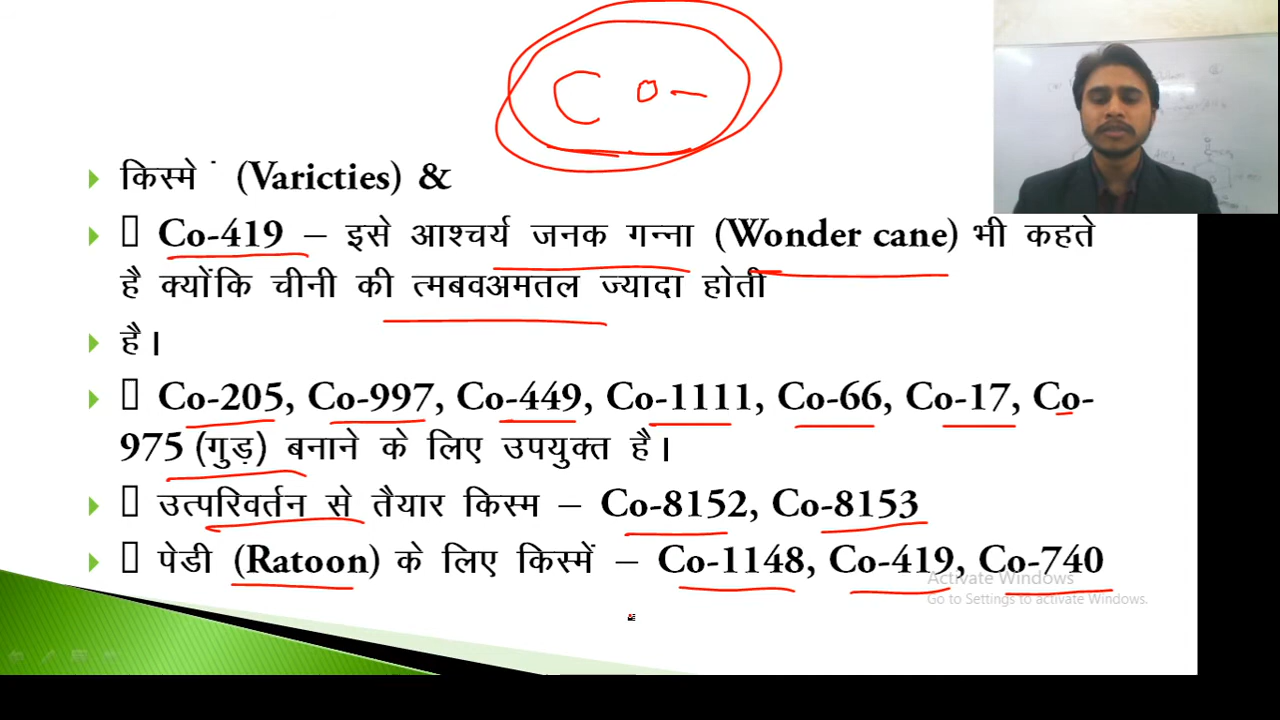 Co-
किस्मे (Varicties) &
Co-419 – इसे आश्चर्य जनक गन्ना (Wonder cane) भी कहते
है क्योंकि चीनी की त्मबवअमतल ज्यादा होती
है।
Co-205, Co-997, Co-449, Co-1111, Co-66, Co-17, Co-
975 (गुड़) बनाने के लिए उपयुक्त है।
उत्परिवर्तन से तैयार किस्म – Co-8152, Co-8153
पेडी (Ratoon) के लिए किस्में – Co-1148, Co-419, Co-740
Activate Windows
Go to Settings to activate Windows.